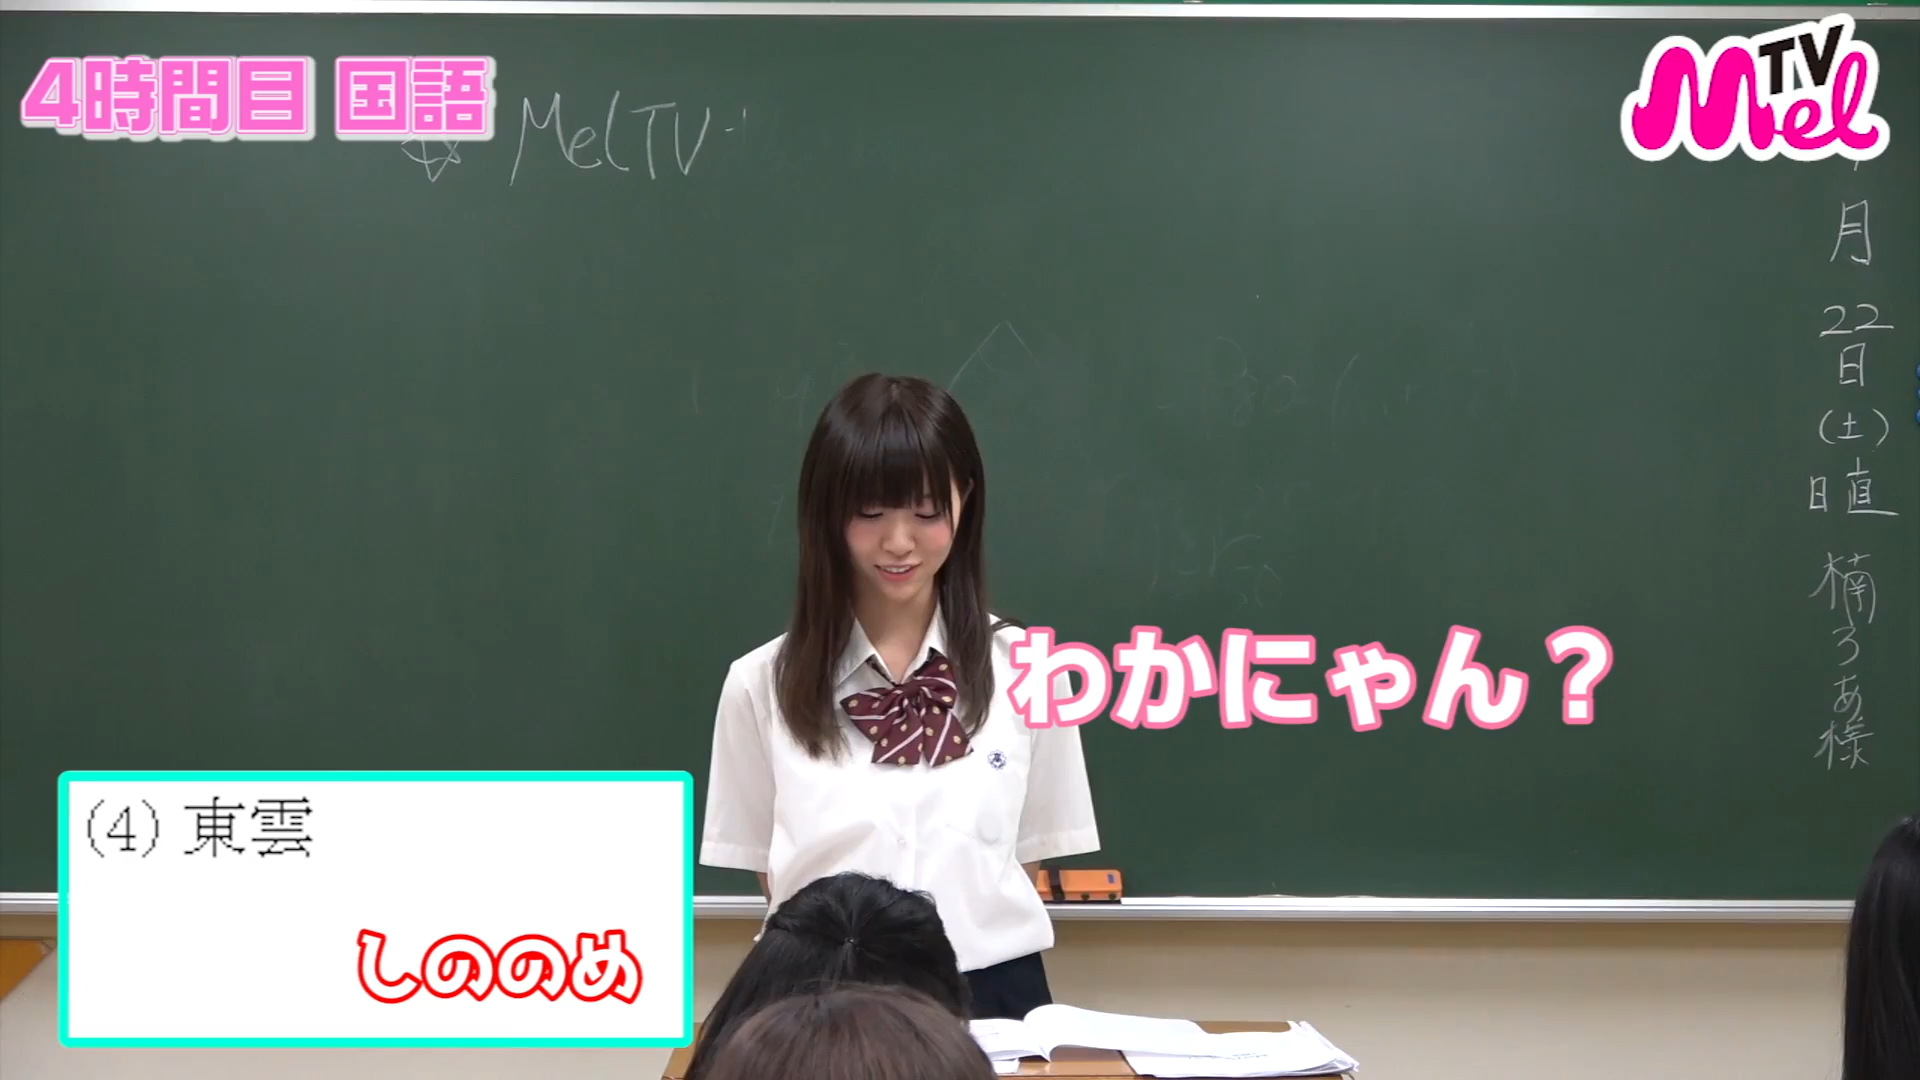 4時間目 国語
TV
Mel
MelTV
月
22
日
(土)
日直
楠ろあ様
わかにゃん？
(4) 東雲
しののめ